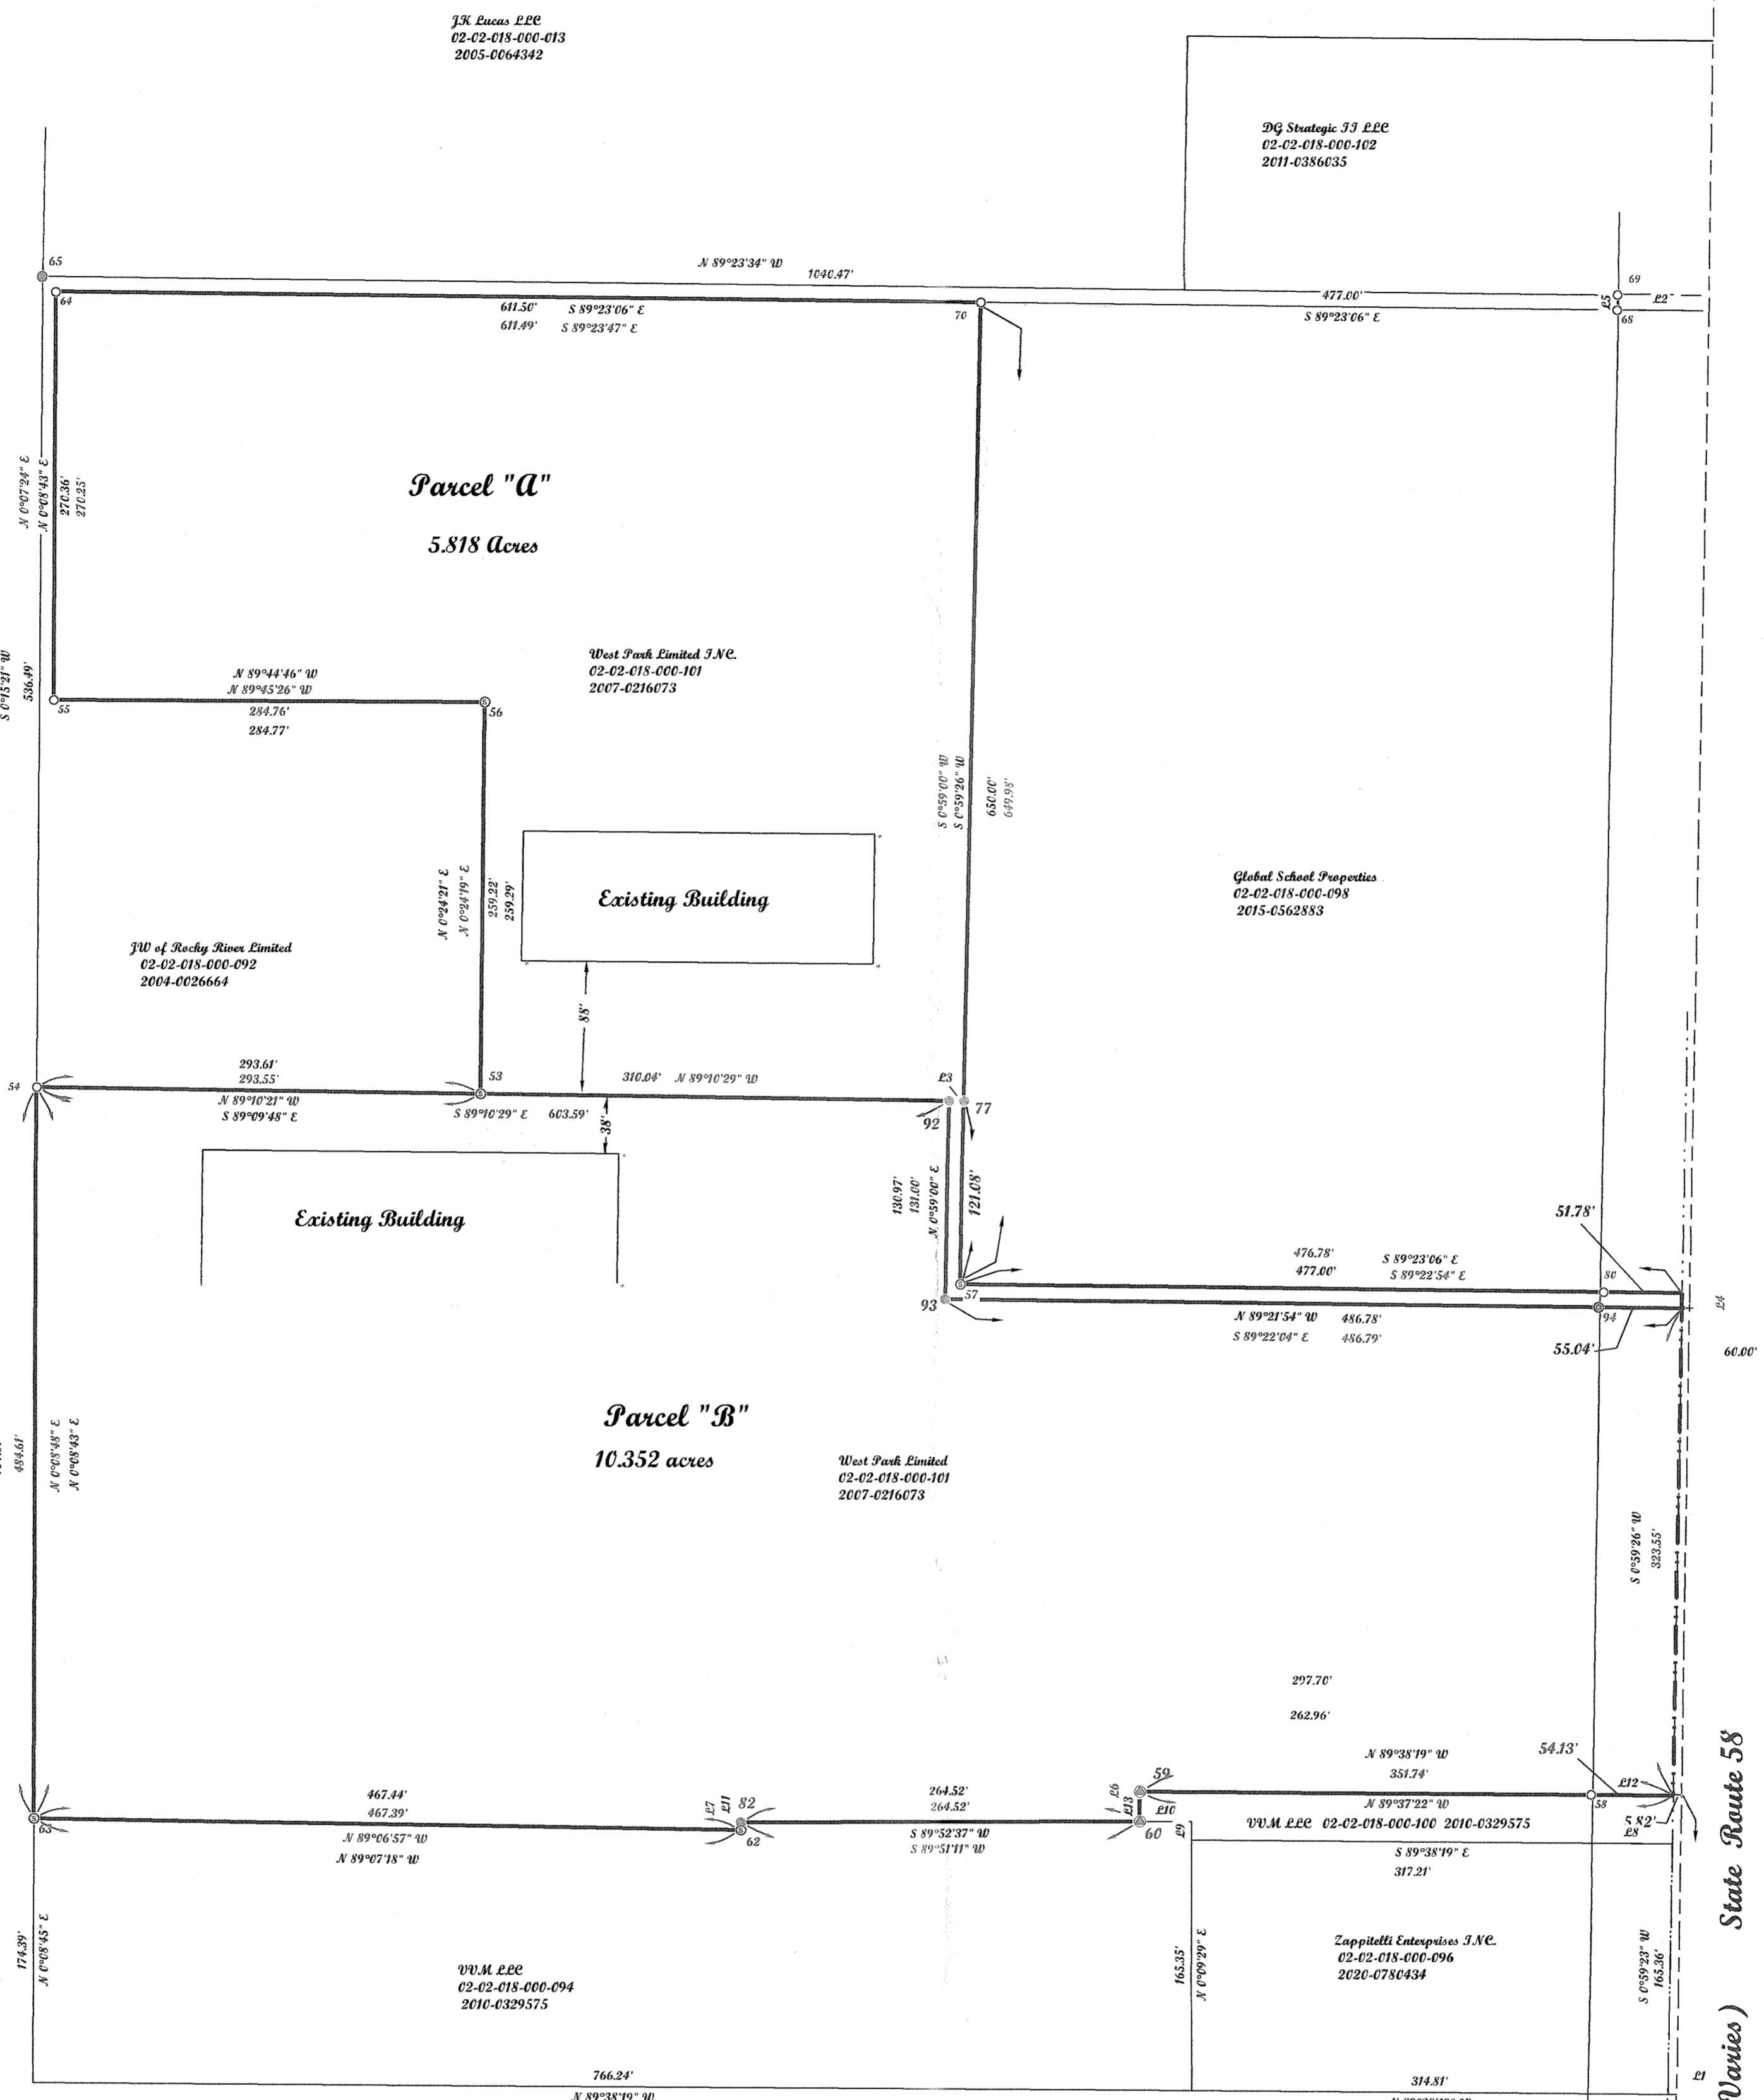 JK Lucas LLC
02-02-018-000-013
2005-0064342
DG Strategic II LLC
02-02-018-000-102
2011-0386035
65
N 89°23'34" W
1040.47'
69
64
611.50' S 89°23'06" E
611.49' S 89°23'47" E
70
477.00'
S 89°23'06" E
L5
L2
68
N 0°07'24" E
N 0°08'43" E
270.36'
270.25'
Parcel "A"
5.818 Acres
S 0°15'21" W
536.49'
N 89°44'46" W
N 89°45'26" W
55
284.76'
284.77'
56
West Park Limited INC.
02-02-018-000-101
2007-0216073
S 0°59'00" W
S 0°59'26" W
650.00'
649.98'
N 0°24'21" E
N 0°24'19" E
259.22'
259.29'
Existing Building
Global School Properties
02-02-018-000-098
2015-0562883
JW of Rocky River Limited
02-02-018-000-092
2004-0026664
88'
54
293.61'
293.55'
N 89°10'21" W
S 89°09'48" E
53
310.04' N 89°10'29" W
S 89°10'29" E 603.59'
38'
L3
92
77
Existing Building
130.97'
131.00'
N 0°59'00" E
121.08'
51.78'
476.78' S 89°23'06" E
477.00' S 89°22'54" E
80
93
57
N 89°21'54" W 486.78'
S 89°22'04" E 486.79'
94
55.04'
L4
60.00'
484.61'
N 0°08'48" E
N 0°08'43" E
Parcel "B"
10.352 acres
West Park Limited
02-02-018-000-101
2007-0216073
S 0°59'26" W
323.55'
297.70'
262.96'
54.13'
N 89°38'19" W
351.74'
N 89°37'22" W
59
L6
L13
L10
L12
58
63
467.44'
467.39'
N 89°06'57" W
N 89°07'18" W
L7
L11
82
62
264.52'
264.52'
S 89°52'37" W
S 89°51'11" W
60
L9
VVM LLC 02-02-018-000-100 2010-0329575
5.82'
L8
S 89°38'19" E
317.21'
174.39'
N 0°08'45" E
VVM LLC
02-02-018-000-094
2010-0329575
165.35'
N 0°09'29" E
Zappitelli Enterprises INC.
02-02-018-000-096
2020-0780434
S 0°59'23" W
165.36'
State Route 58
Varies )
L1
766.24'
N 89°38'19" W
314.81'